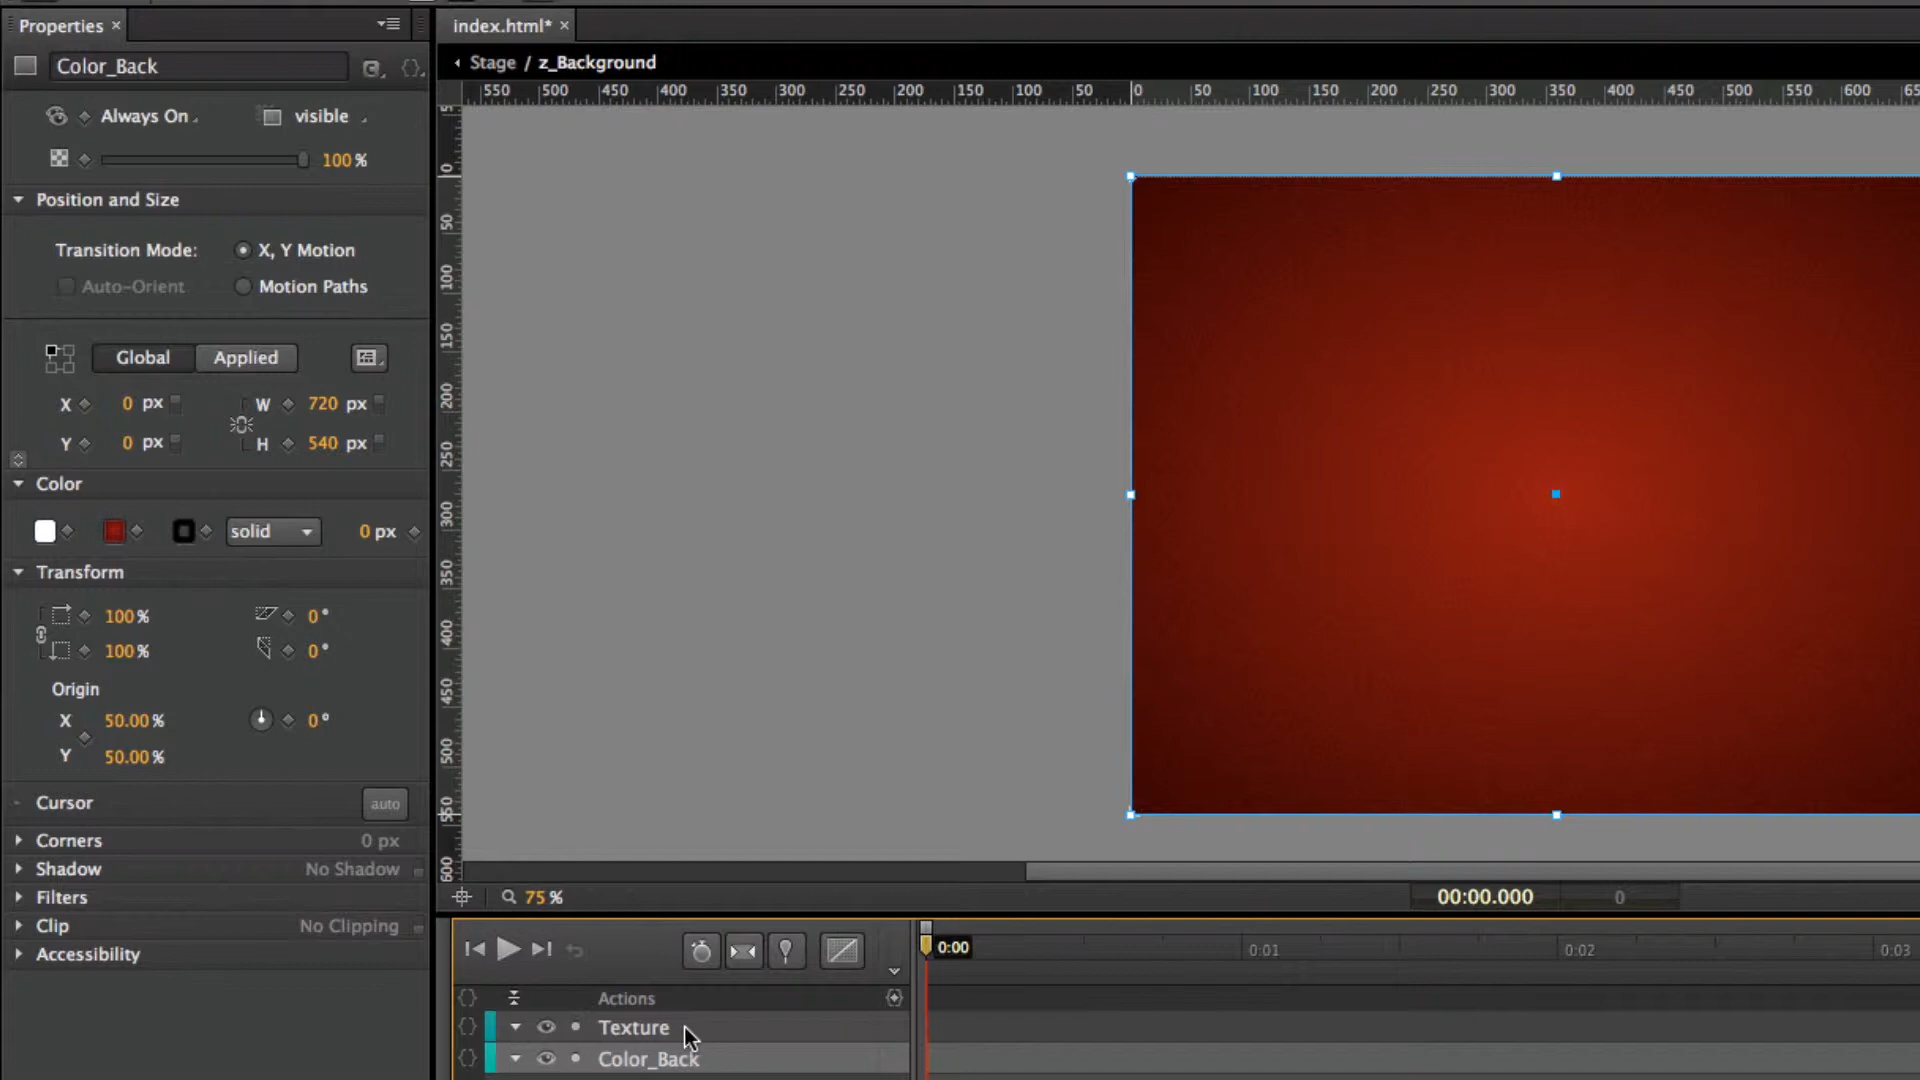 Properties ×
index.html* ×
Color_Back
Stage / z_Background
550 500 450 400 350 300 250 200 150 100 50 0 50 100 150 200 250 300 350 400 450 500 550 600 65
Always On
visible
100 %
Position and Size
Transition Mode:
X, Y Motion
Auto-Orient
Motion Paths
Global
Applied
X 0 px
W 720 px
Y 0 px
H 540 px
Color
solid
0 px
Transform
100 %
0 °
100 %
0 °
Origin
X 50.00 %
0 °
Y 50.00 %
Cursor
auto
Corners
0 px
Shadow
No Shadow
Filters
Clip
No Clipping
Accessibility
0
50
100
150
200
250
300
350
400
450
500
550
600
75 %
00:00.000
0
0:00
0:01
0:02
0:03
Actions
Texture
Color_Back